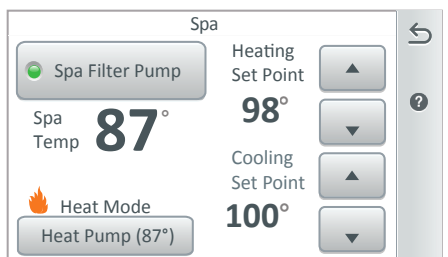 Spa
Spa Filter Pump
Spa
Temp
87°
Heat Mode
Heat Pump (87°)
Heating
Set Point
98°
Cooling
Set Point
100°
?